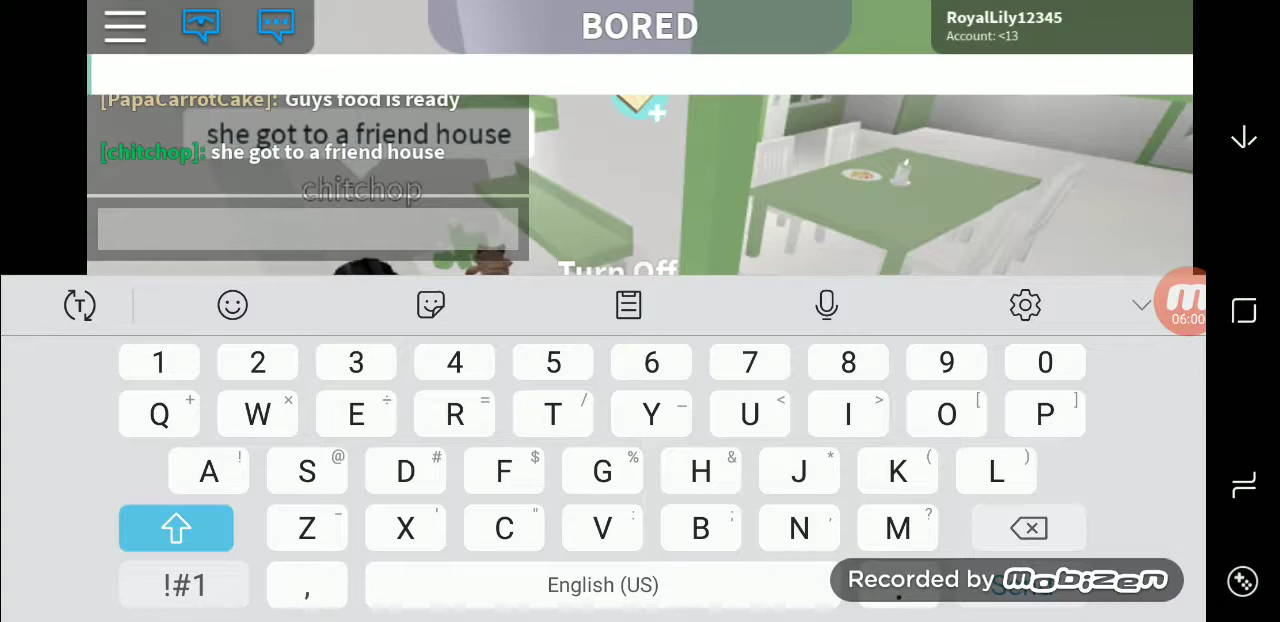 BORED
RoyalLily12345
Account: <13
[PapaCarrotCake]: Guys food is ready
she got to a friend house
[chitchop]: she got to a friend house
chitchop
Turn Off
T
06:00
1 2 3 4 5 6 7 8 9 0
Q + W × E ÷ R = T / Y _ U < I > O [ P ]
A ! S @ D # F $ G % H & J * K ( L )
Z - X ' C " V : B ; N , M ?
!#1 , English (US) . Send
Recorded by mobizen